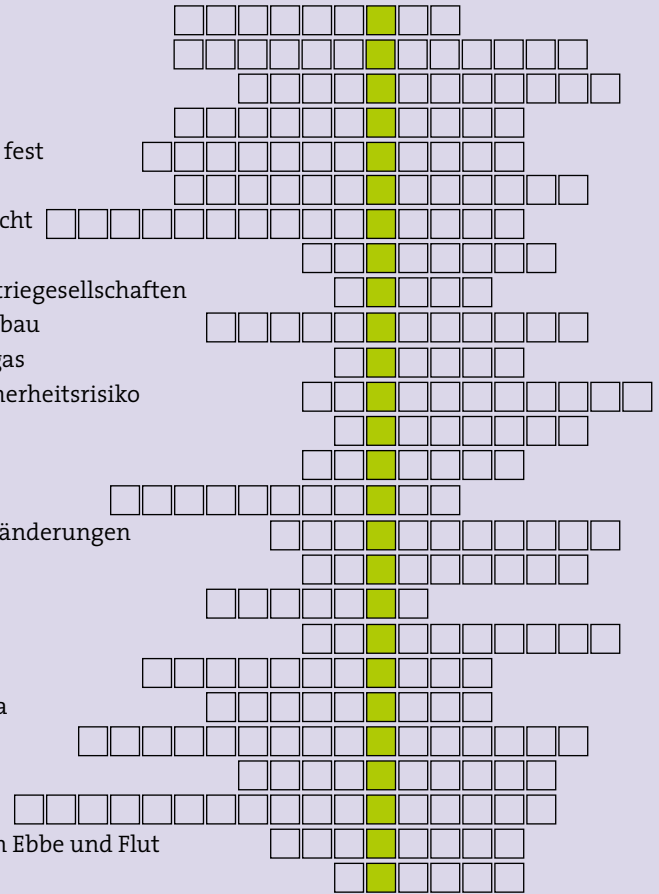 fest
cht
triegesellschaften
bau
gas
herheitsrisiko
änderungen
a
n Ebbe und Flut